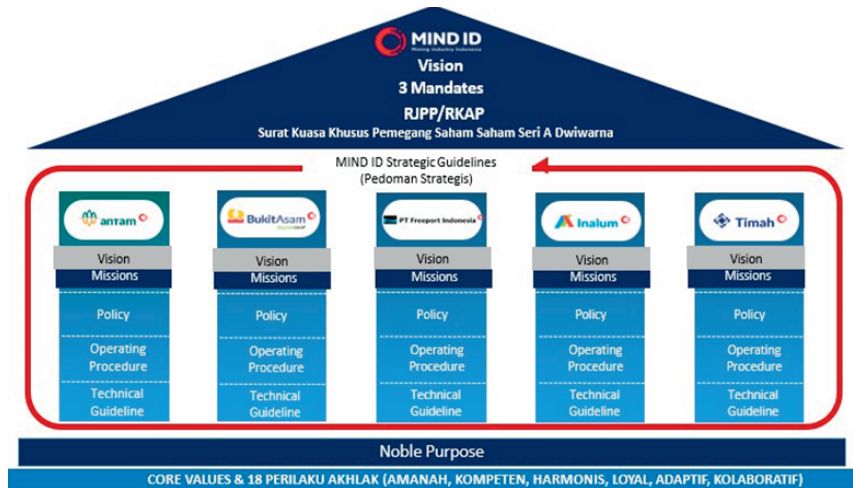 MIND ID
Mining Industry Indonesia
Vision
3 Mandates
RJPP/RKAP
Surat Kuasa Khusus Pemegang Saham Saham Seri A Dwiwarna
MIND ID Strategic Guidelines
(Pedoman Strategis)
anTam
Vision
Missions
Policy
Operating
Procedure
Technical
Guideline
BukitAsam
Vision
Missions
Policy
Operating
Procedure
Technical
Guideline
PT Freeport Indonesia
Vision
Missions
Policy
Operating
Procedure
Technical
Guideline
Inalum
Vision
Missions
Policy
Operating
Procedure
Technical
Guideline
Timah
Vision
Missions
Policy
Operating
Procedure
Technical
Guideline
Noble Purpose
CORE VALUES & 18 PERILAKU AKHLAK (AMANAH, KOMPETEN, HARMONIS, LOYAL, ADAPTIF, KOLABORATIF)